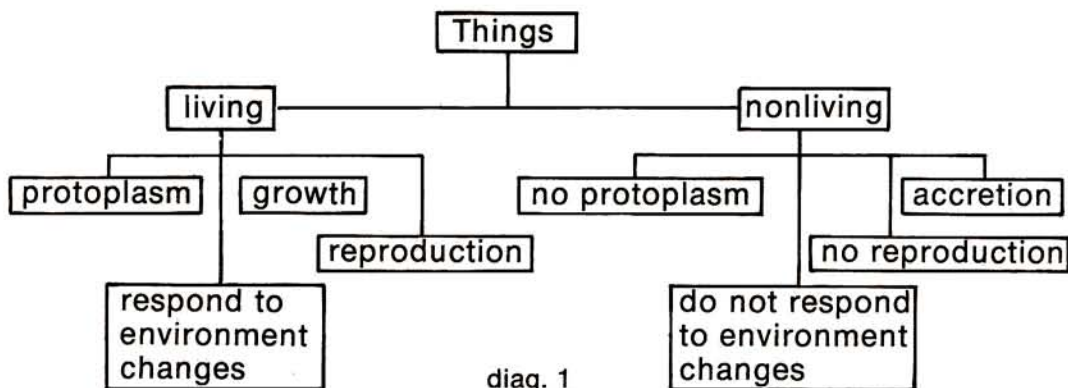 Things
living
nonliving
protoplasm
growth
no protoplasm
accretion
reproduction
no reproduction
respond to
environment
changes
do not respond
to environment
changes
diag. 1